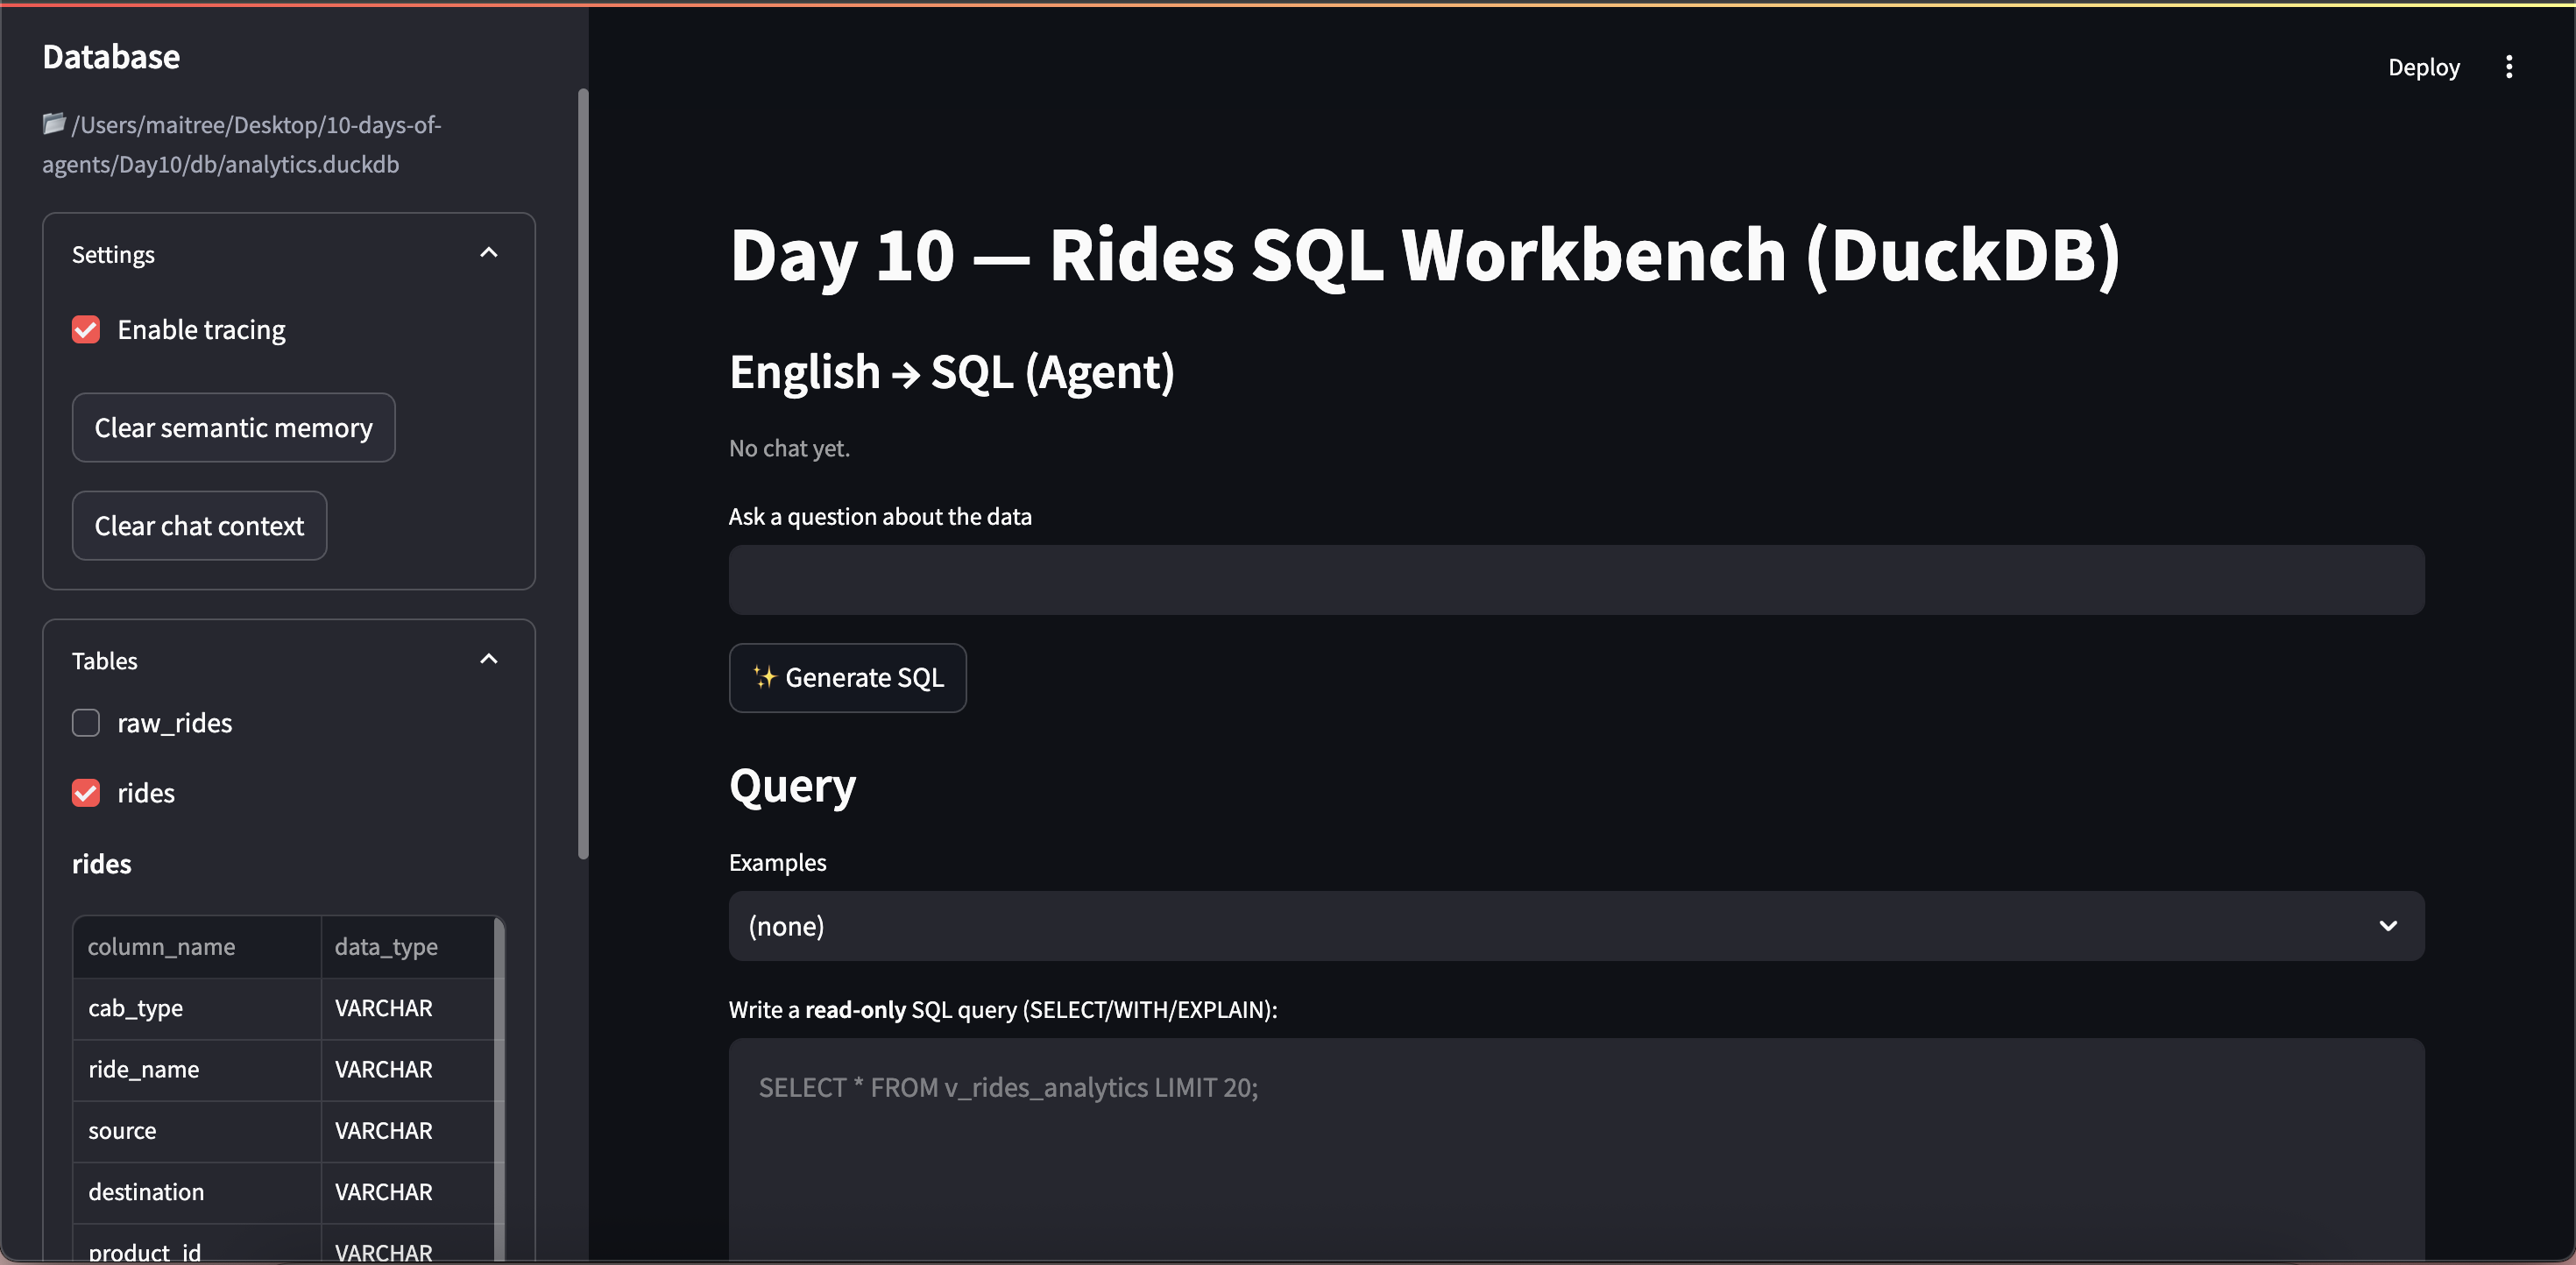 Database
/Users/maitree/Desktop/10-days-of-
agents/Day10/db/analytics.duckdb
Settings
Enable tracing
Clear semantic memory
Clear chat context
Tables
raw_rides
rides
rides
column_name data_type
cab_type VARCHAR
ride_name VARCHAR
source VARCHAR
destination VARCHAR
product_id VARCHAR
Deploy
Day 10 — Rides SQL Workbench (DuckDB)
English → SQL (Agent)
No chat yet.
Ask a question about the data
✨ Generate SQL
Query
Examples
(none)
Write a read-only SQL query (SELECT/WITH/EXPLAIN):
SELECT * FROM v_rides_analytics LIMIT 20;